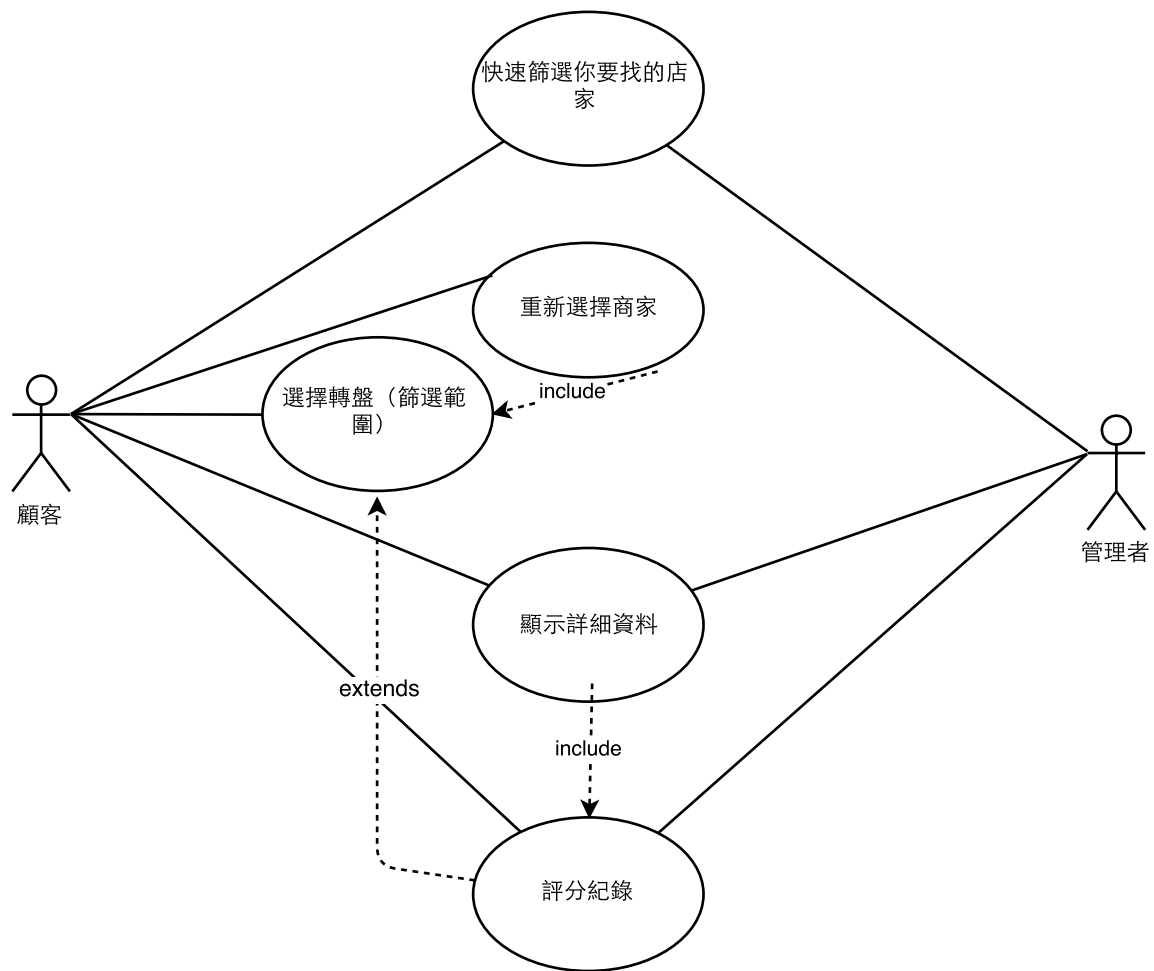 快速篩選你要找的店
家
重新選擇商家
include
選擇轉盤（篩選範
圍）
顧客
管理者
顯示詳細資料
extends
include
評分紀錄